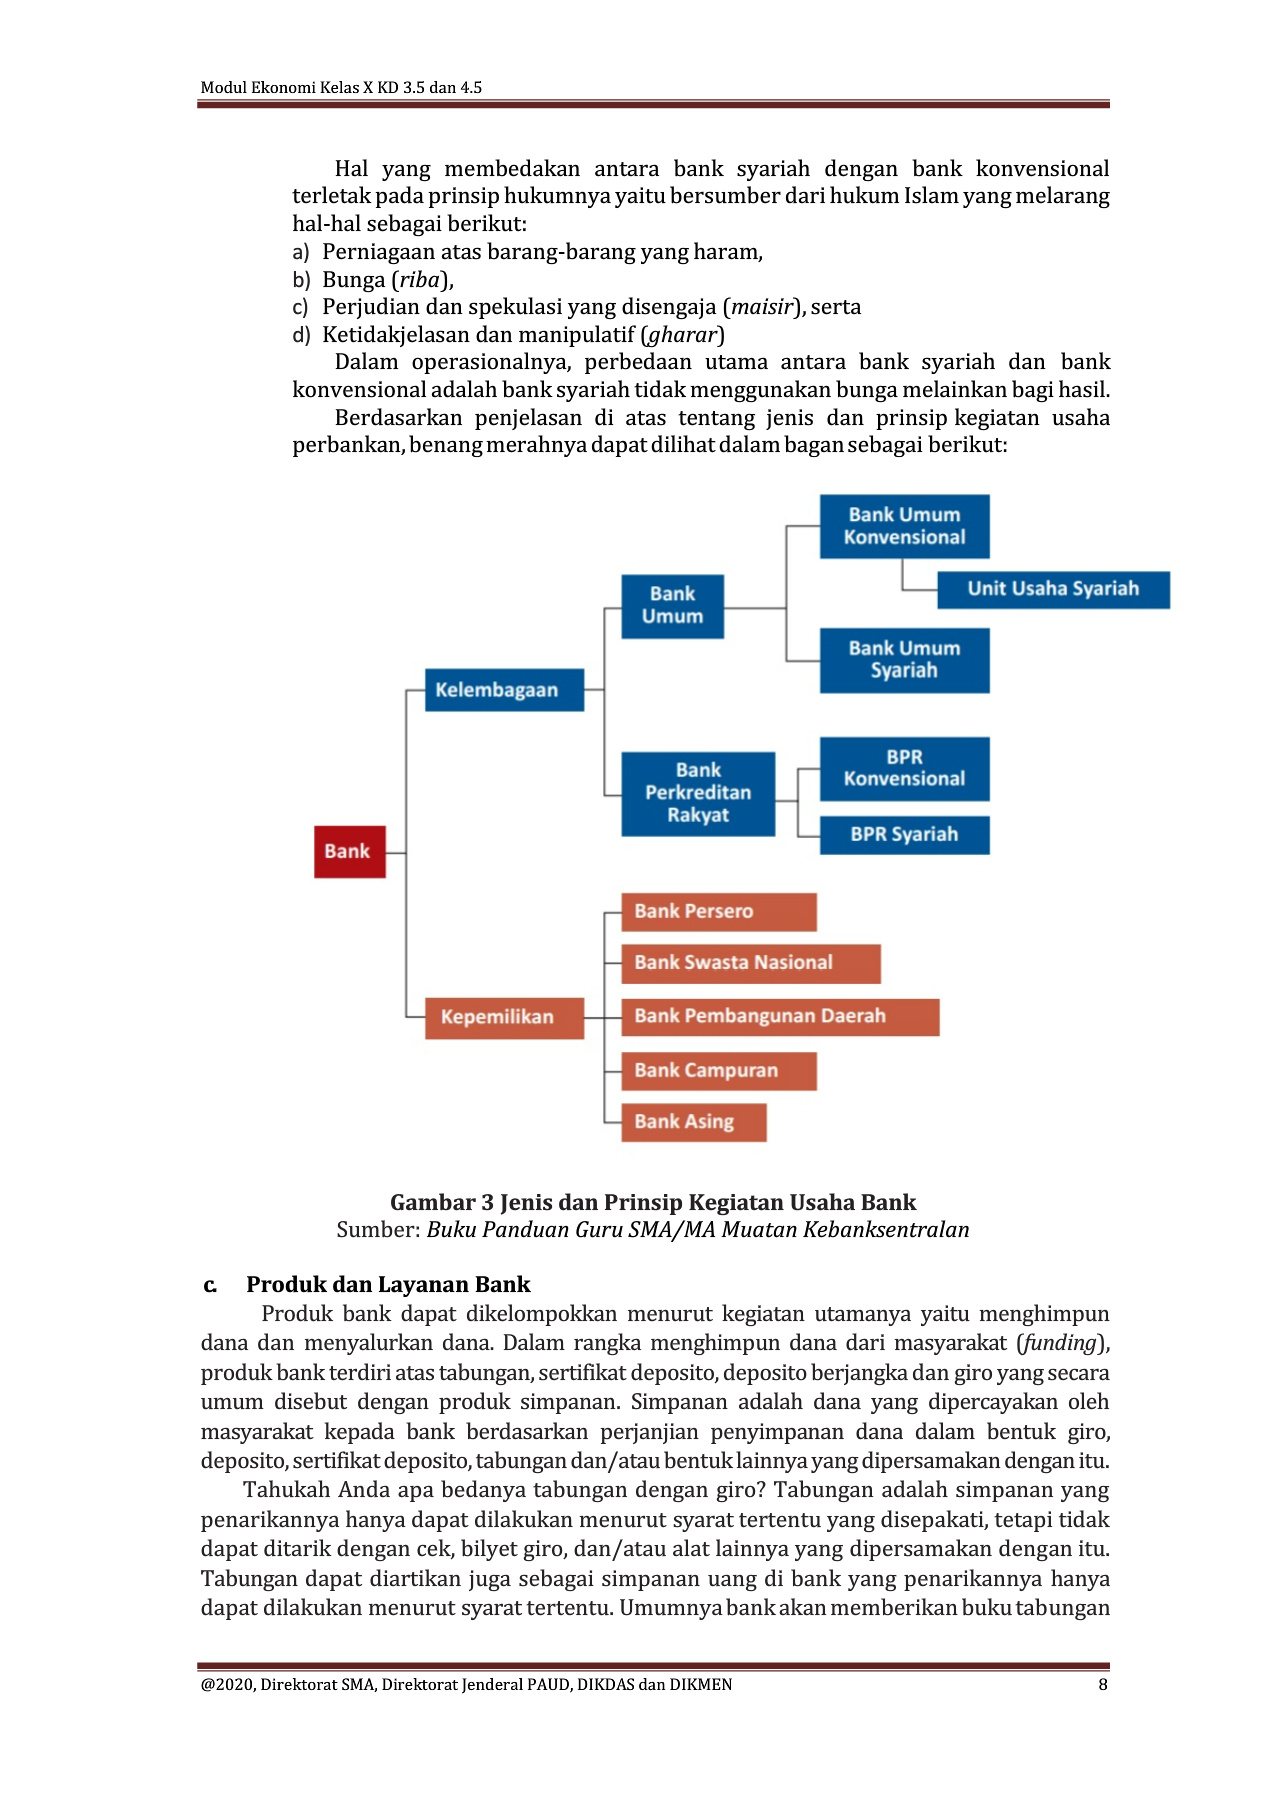 Modul Ekonomi Kelas X KD 3.5 dan 4.5
Hal yang membedakan antara bank syariah dengan bank konvensional
terletak pada prinsip hukumnya yaitu bersumber dari hukum Islam yang melarang
hal-hal sebagai berikut:
a) Perniagaan atas barang-barang yang haram,
b) Bunga (riba),
c) Perjudian dan spekulasi yang disengaja (maisir), serta
d) Ketidakjelasan dan manipulatif (gharar)
Dalam operasionalnya, perbedaan utama antara bank syariah dan bank
konvensional adalah bank syariah tidak menggunakan bunga melainkan bagi hasil.
Berdasarkan penjelasan di atas tentang jenis dan prinsip kegiatan usaha
perbankan, benang merahnya dapat dilihat dalam bagan sebagai berikut:
Bank Umum
Konvensional
Unit Usaha Syariah
Bank
Umum
Bank Umum
Syariah
Kelembagaan
BPR
Konvensional
Bank
Perkreditan
Rakyat
BPR Syariah
Bank
Bank Persero
Bank Swasta Nasional
Kepemilikan
Bank Pembangunan Daerah
Bank Campuran
Bank Asing
Gambar 3 Jenis dan Prinsip Kegiatan Usaha Bank
Sumber: Buku Panduan Guru SMA/MA Muatan Kebanksentralan
c. Produk dan Layanan Bank
Produk bank dapat dikelompokkan menurut kegiatan utamanya yaitu menghimpun
dana dan menyalurkan dana. Dalam rangka menghimpun dana dari masyarakat (funding),
produk bank terdiri atas tabungan, sertifikat deposito, deposito berjangka dan giro yang secara
umum disebut dengan produk simpanan. Simpanan adalah dana yang dipercayakan oleh
masyarakat kepada bank berdasarkan perjanjian penyimpanan dana dalam bentuk giro,
deposito, sertifikat deposito, tabungan dan/atau bentuk lainnya yang dipersamakan dengan itu.
Tahukah Anda apa bedanya tabungan dengan giro? Tabungan adalah simpanan yang
penarikannya hanya dapat dilakukan menurut syarat tertentu yang disepakati, tetapi tidak
dapat ditarik dengan cek, bilyet giro, dan/atau alat lainnya yang dipersamakan dengan itu.
Tabungan dapat diartikan juga sebagai simpanan uang di bank yang penarikannya hanya
dapat dilakukan menurut syarat tertentu. Umumnya bank akan memberikan buku tabungan
@2020, Direktorat SMA, Direktorat Jenderal PAUD, DIKDAS dan DIKMEN
8